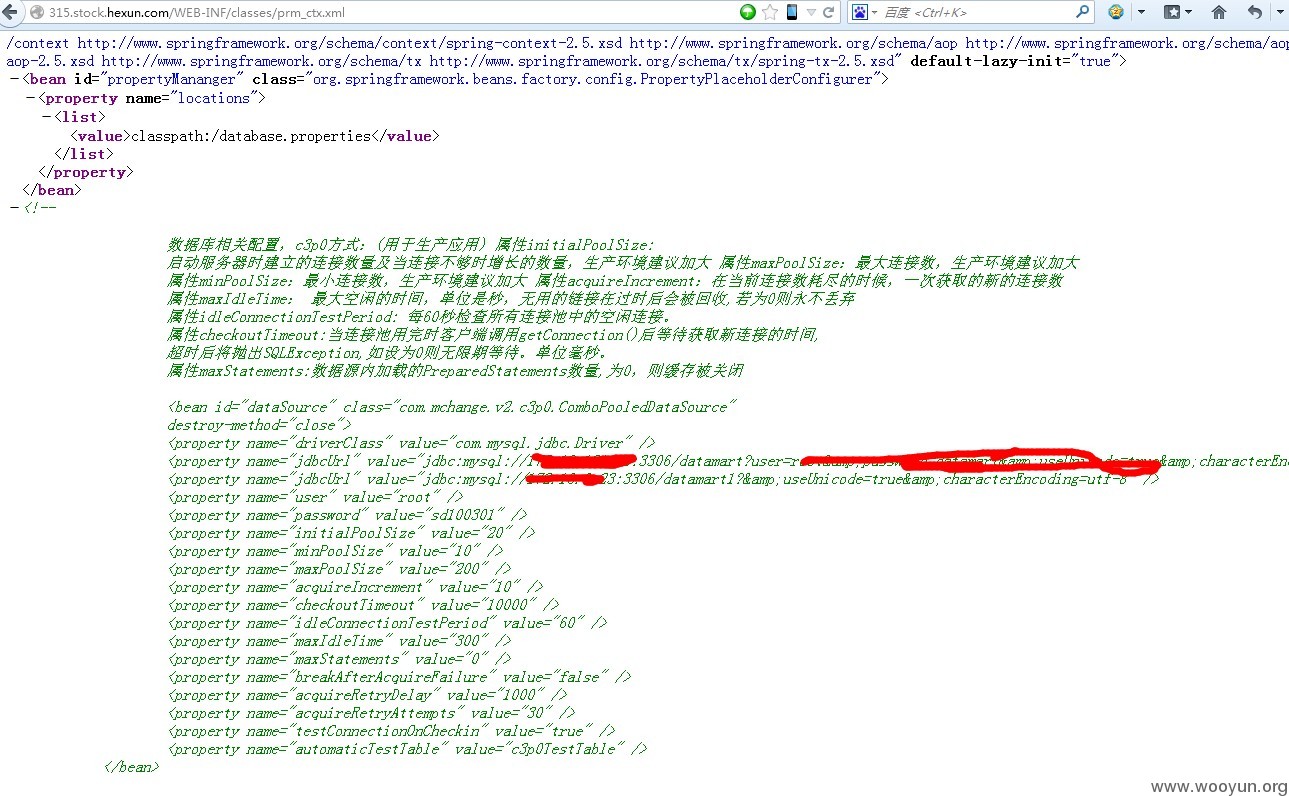 315.stock.hexun.com/WEB-INF/classes/prm_ctx.xml
百度 <Ctrl+K>
/context http://www.springframework.org/schema/context/spring-context-2.5.xsd http://www.springframework.org/schema/aop http://www.springframework.org/schema/aop
aop-2.5.xsd http://www.springframework.org/schema/tx http://www.springframework.org/schema/tx/spring-tx-2.5.xsd" default-lazy-init="true">
−<bean id="propertyMananger" class="org.springframework.beans.factory.config.PropertyPlaceholderConfigurer">
−<property name="locations">
−<list>
<value>classpath:/database.properties</value>
</list>
</property>
</bean>
−<!--
数据库相关配置，c3p0方式：(用于生产应用) 属性initialPoolSize:
启动服务器时建立的连接数量及当连接不够时增长的数量，生产环境建议加大 属性maxPoolSize：最大连接数，生产环境建议加大
属性minPoolSize：最小连接数，生产环境建议加大 属性acquireIncrement：在当前连接数耗尽的时候，一次获取的新的连接数
属性maxIdleTime： 最大空闲的时间，单位是秒，无用的链接在过时后会被回收,若为0则永不丢弃
属性idleConnectionTestPeriod: 每60秒检查所有连接池中的空闲连接。
属性checkoutTimeout:当连接池用完时客户端调用getConnection()后等待获取新连接的时间,
超时后将抛出SQLException,如设为0则无限期等待。单位毫秒。
属性maxStatements:数据源内加载的PreparedStatements数量,为0，则缓存被关闭
<bean id="dataSource" class="com.mchange.v2.c3p0.ComboPooledDataSource"
destroy-method="close">
<property name="driverClass" value="com.mysql.jdbc.Driver" />
<property name="jdbcUrl" value="jdbc:mysql:// :3306/datamart?user= &amp;characterEn
<property name="jdbcUrl" value="jdbc:mysql:// 23:3306/datamart1?&amp;useUnicode=true&amp;characterEncoding=utf-8" />
<property name="user" value="root" />
<property name="password" value="sd100301" />
<property name="initialPoolSize" value="20" />
<property name="minPoolSize" value="10" />
<property name="maxPoolSize" value="200" />
<property name="acquireIncrement" value="10" />
<property name="checkoutTimeout" value="10000" />
<property name="idleConnectionTestPeriod" value="60" />
<property name="maxIdleTime" value="300" />
<property name="maxStatements" value="0" />
<property name="breakAfterAcquireFailure" value="false" />
<property name="acquireRetryDelay" value="1000" />
<property name="acquireRetryAttempts" value="30" />
<property name="testConnectionOnCheckin" value="true" />
<property name="automaticTestTable" value="c3p0TestTable" />
</bean>
www.wooyun.org